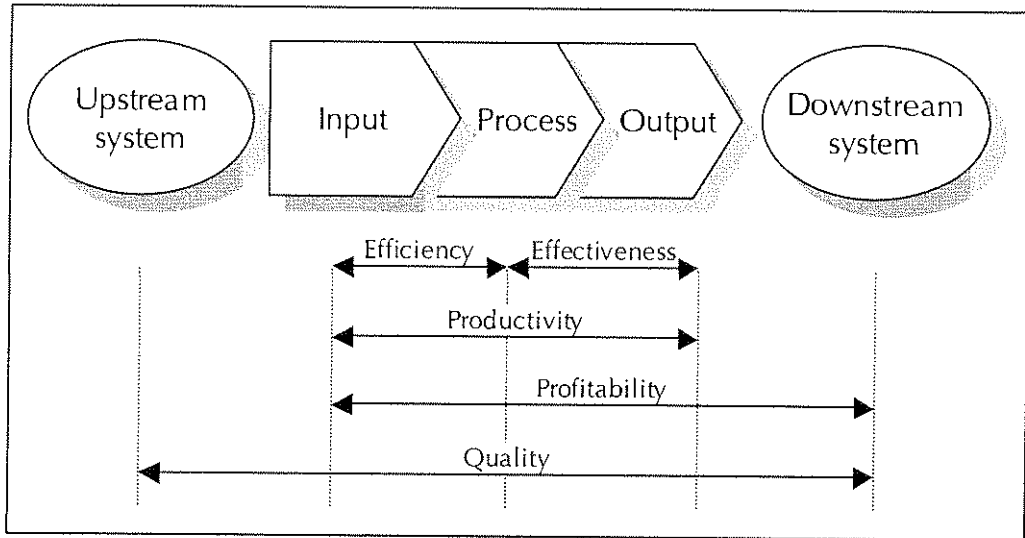 Upstream
system
Input
Process
Output
Downstream
system
Efficiency
Effectiveness
Productivity
Profitability
Quality